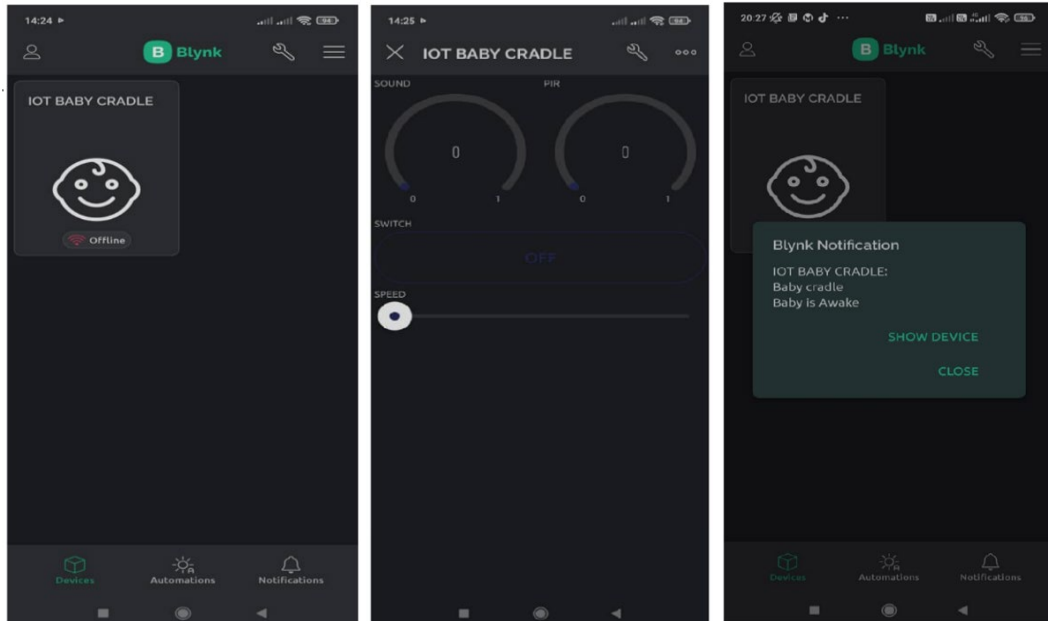 14:24
94
B Blynk
IOT BABY CRADLE
Offline
Devices Automations Notifications
14:25
94
IOT BABY CRADLE
SOUND PIR
0 0
0 1 0 1
SWITCH
OFF
SPEED
20:27
B Blynk
IOT BABY CRADLE
Blynk Notification
IOT BABY CRADLE:
Baby cradle
Baby is Awake
SHOW DEVICE
CLOSE
Devices Automations Notifications